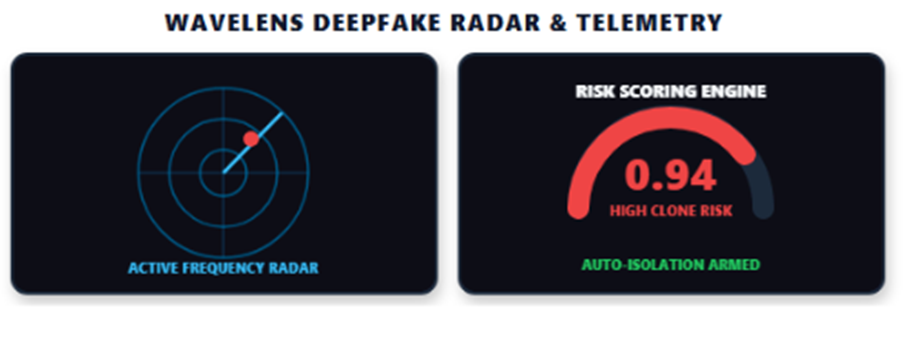 WAVELENS DEEPFAKE RADAR & TELEMETRY
ACTIVE FREQUENCY RADAR
RISK SCORING ENGINE
0.94
HIGH CLONE RISK
AUTO-ISOLATION ARMED